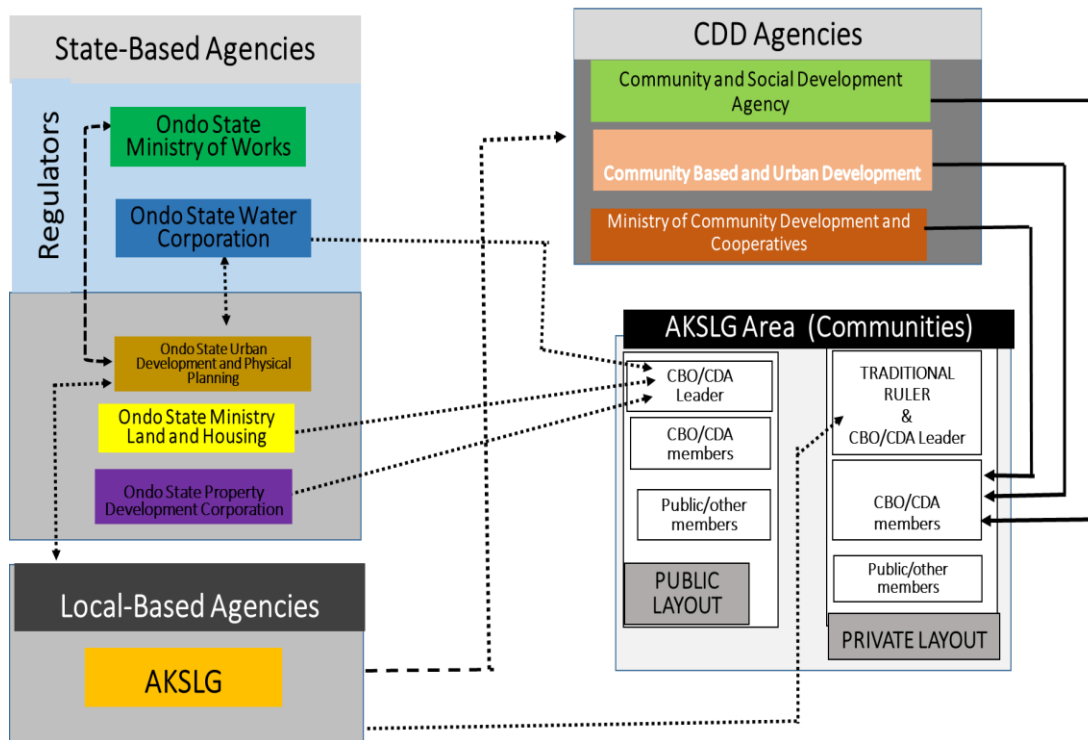 State-Based Agencies
Regulators
Ondo State
Ministry of Works
Ondo State Water
Corporation
Ondo State Urban
Development and Physical
Planning
Ondo State Ministry
Land and Housing
Ondo State Property
Development Corporation
Local-Based Agencies
AKSLG
CDD Agencies
Community and Social Development
Agency
Community Based and Urban Development
Ministry of Community Development and
Cooperatives
AKSLG Area (Communities)
CBO/CDA
Leader
CBO/CDA
members
Public/other
members
PUBLIC
LAYOUT
TRADITIONAL
RULER
&
CBO/CDA Leader
CBO/CDA
members
Public/other
members
PRIVATE LAYOUT